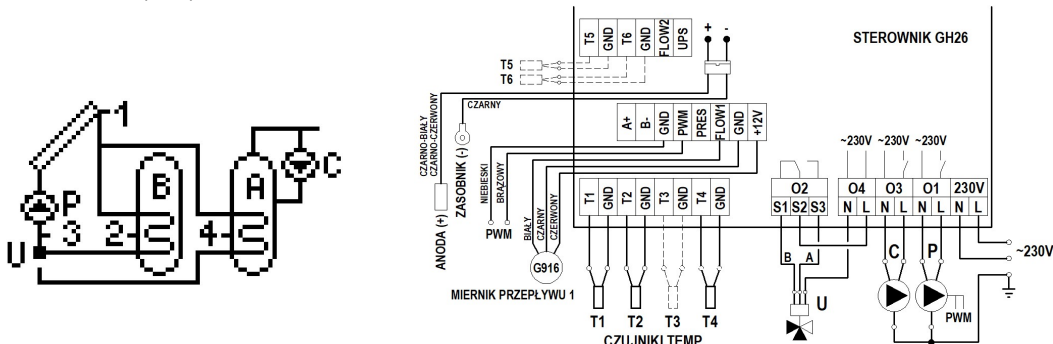 1
B
A
P
C
3
2
4
U
T5
GND
T6
GND
FLOW2
UPS
+
-
STEROWNIK GH26
T5
T6
CZARNO-BIAŁY
CZARNO-CZERWONY
CZARNY
ZASOBNIK (-)
ANODA (+)
A+
B-
GND
PWM
PRES
FLOW1
GND
+12V
NIEBIESKI
BRĄZOWY
PWM
BIAŁY
CZARNY
CZERWONY
G916
MIERNIK PRZEPŁYWU 1
T1
GND
T2
GND
T3
GND
T4
GND
T1
T2
T3
T4
CZUJNIKI TEMP.
~230V ~230V ~230V
O2 O4 O3 O1 230V
S1 S2 S3 N L N L N L N L
B A
U
C
P
PWM
~230V